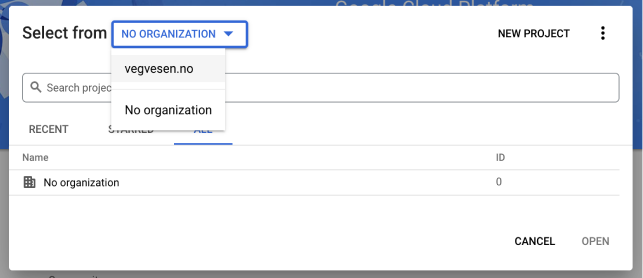 Google Cloud Platform
Select from NO ORGANIZATION NEW PROJECT
vegvesen.no
Search projec
No organization
RECENT STARRED ALL
Name ID
No organization 0
CANCEL OPEN